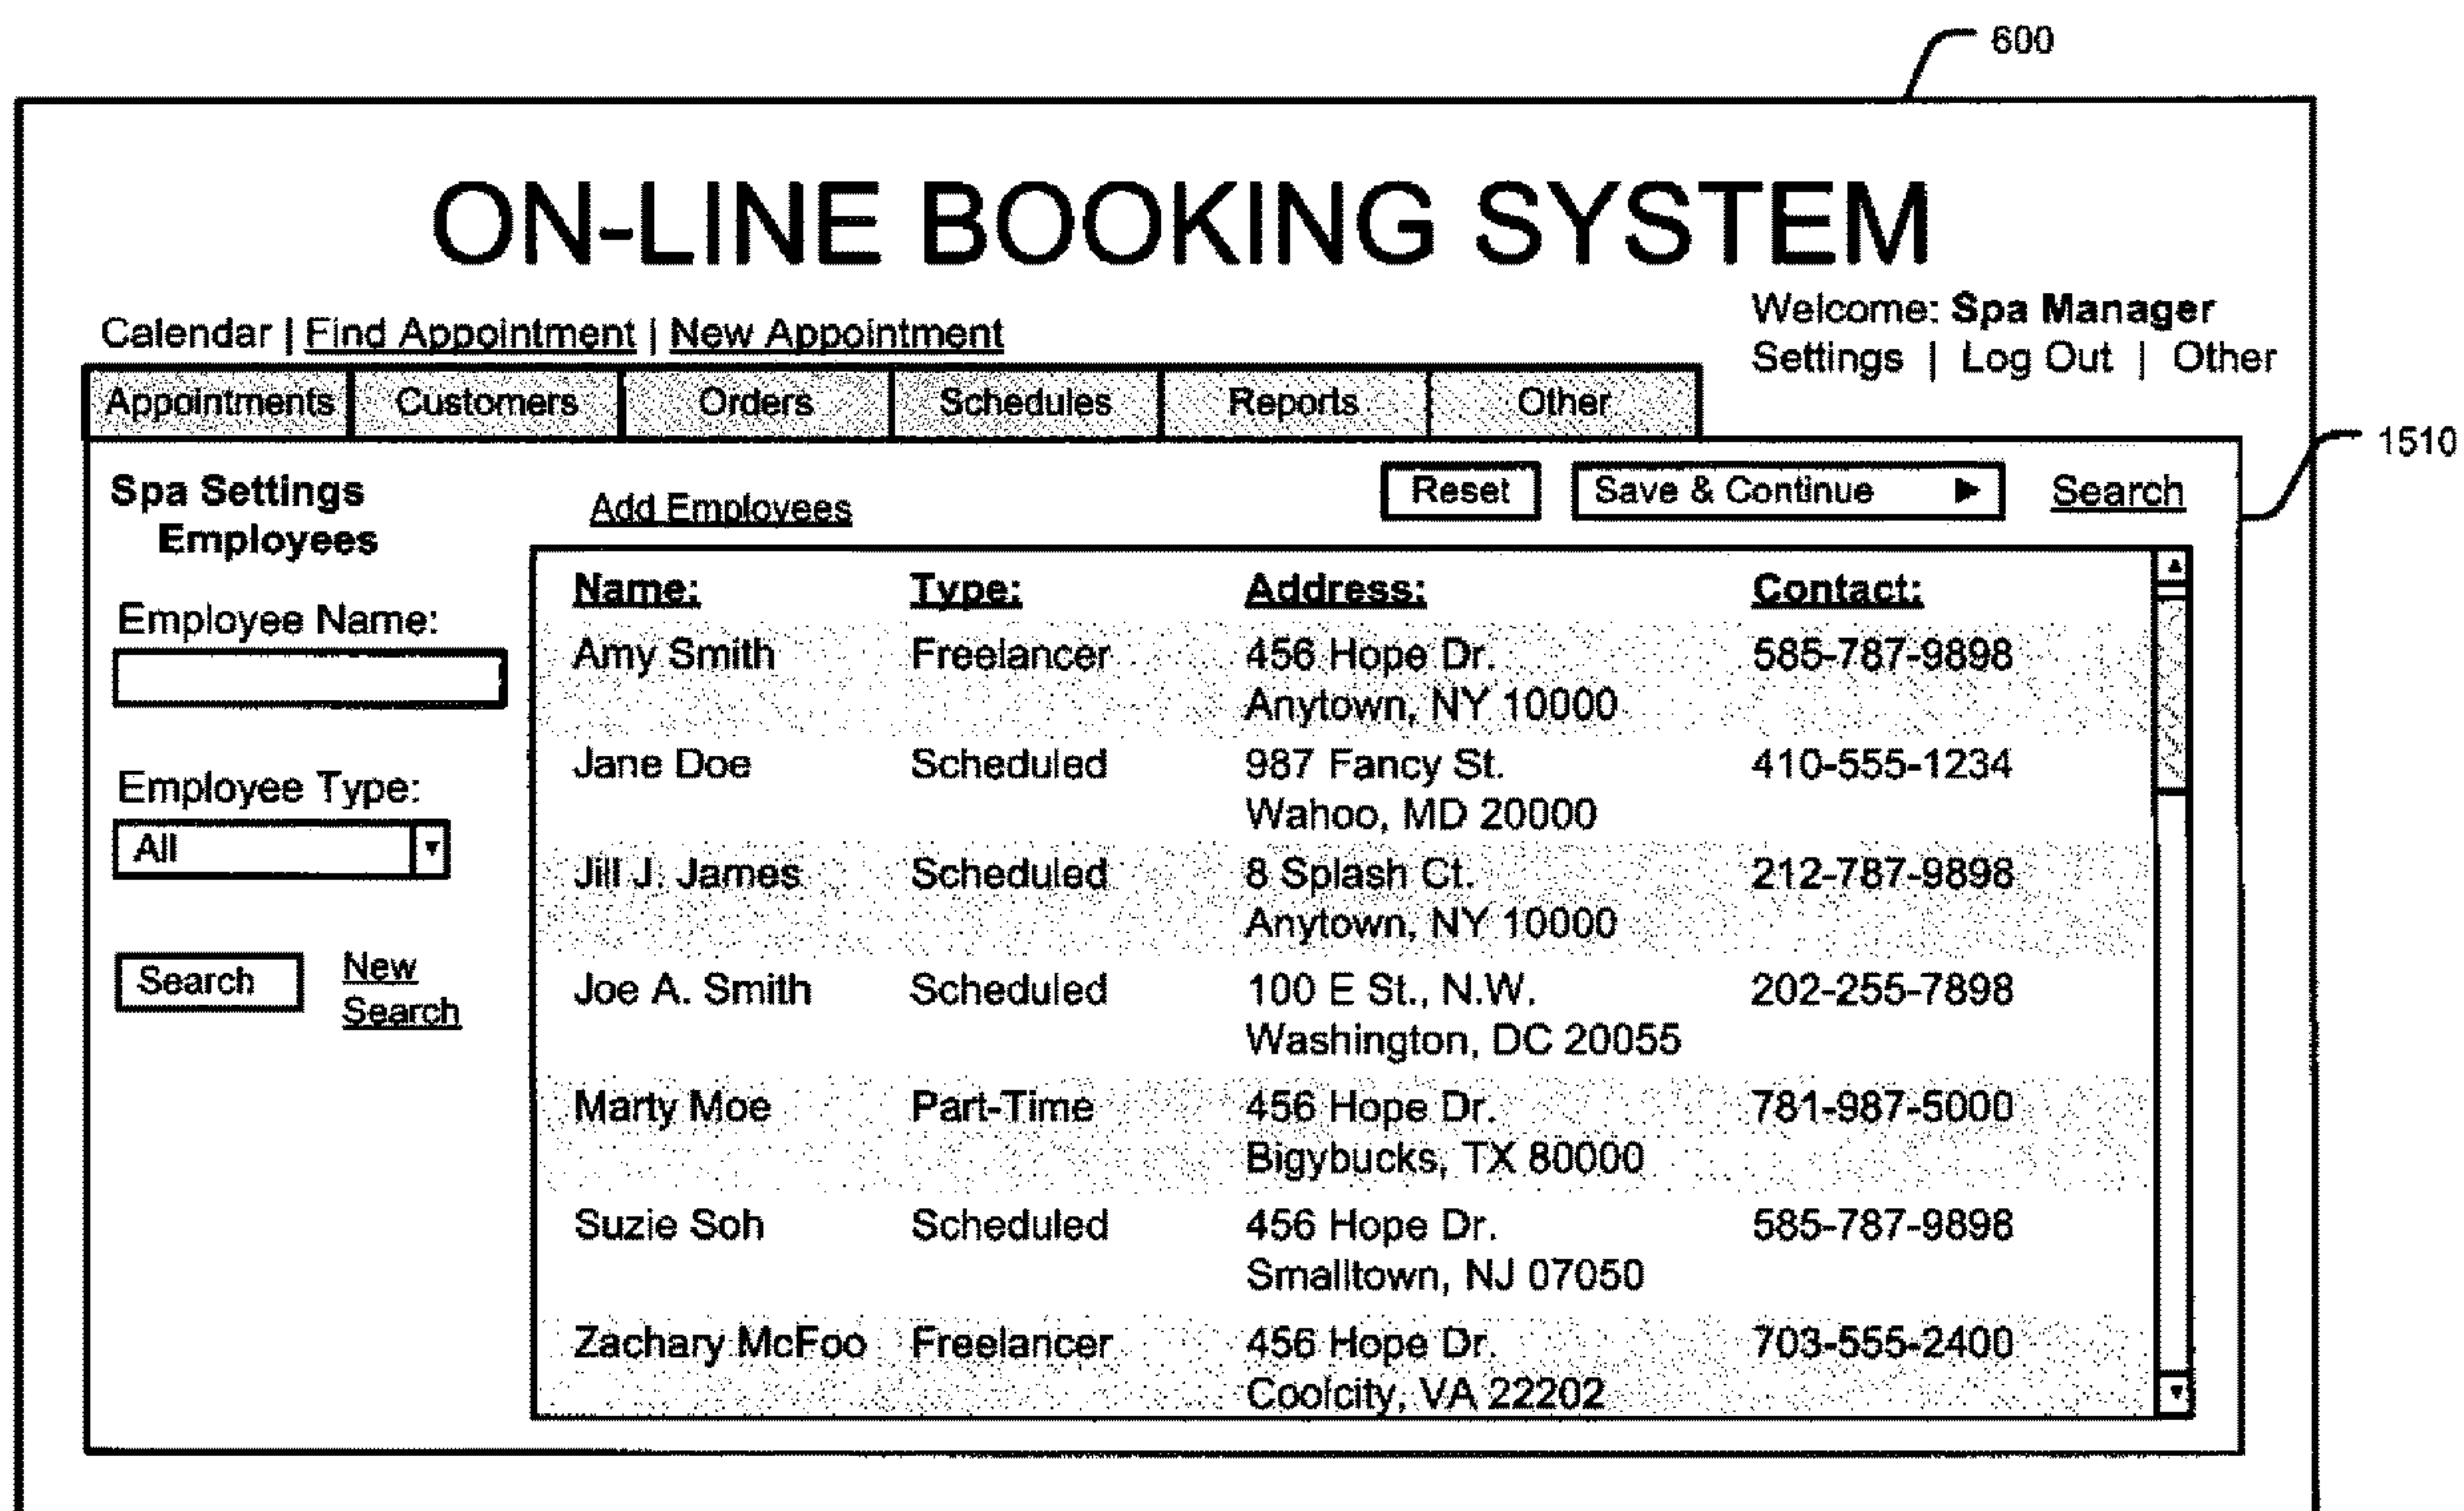 600
ON-LINE BOOKING SYSTEM
Welcome: Spa Manager
Calendar | Find Appointment | New Appointment
Settings | Log Out | Other
Appointments Customers Orders Schedules Reports Other
1510
Spa Settings
Employees
Add Employees Reset Save & Continue Search
Employee Name:
Employee Type:
All
Search New
Search
Name: Type: Address: Contact:
Amy Smith Freelancer 456 Hope Dr. 585-787-9898
Anytown, NY 10000
Jane Doe Scheduled 987 Fancy St. 410-555-1234
Wahoo, MD 20000
Jill J. James Scheduled 8 Splash Ct. 212-787-9898
Anytown, NY 10000
Joe A. Smith Scheduled 100 E St., N.W. 202-255-7898
Washington, DC 20055
Marty Moe Part-Time 456 Hope Dr. 781-987-5000
Bigybucks, TX 80000
Suzie Soh Scheduled 456 Hope Dr. 585-787-9898
Smalltown, NJ 07050
Zachary McFoo Freelancer 456 Hope Dr. 703-555-2400
Coolcity, VA 22202